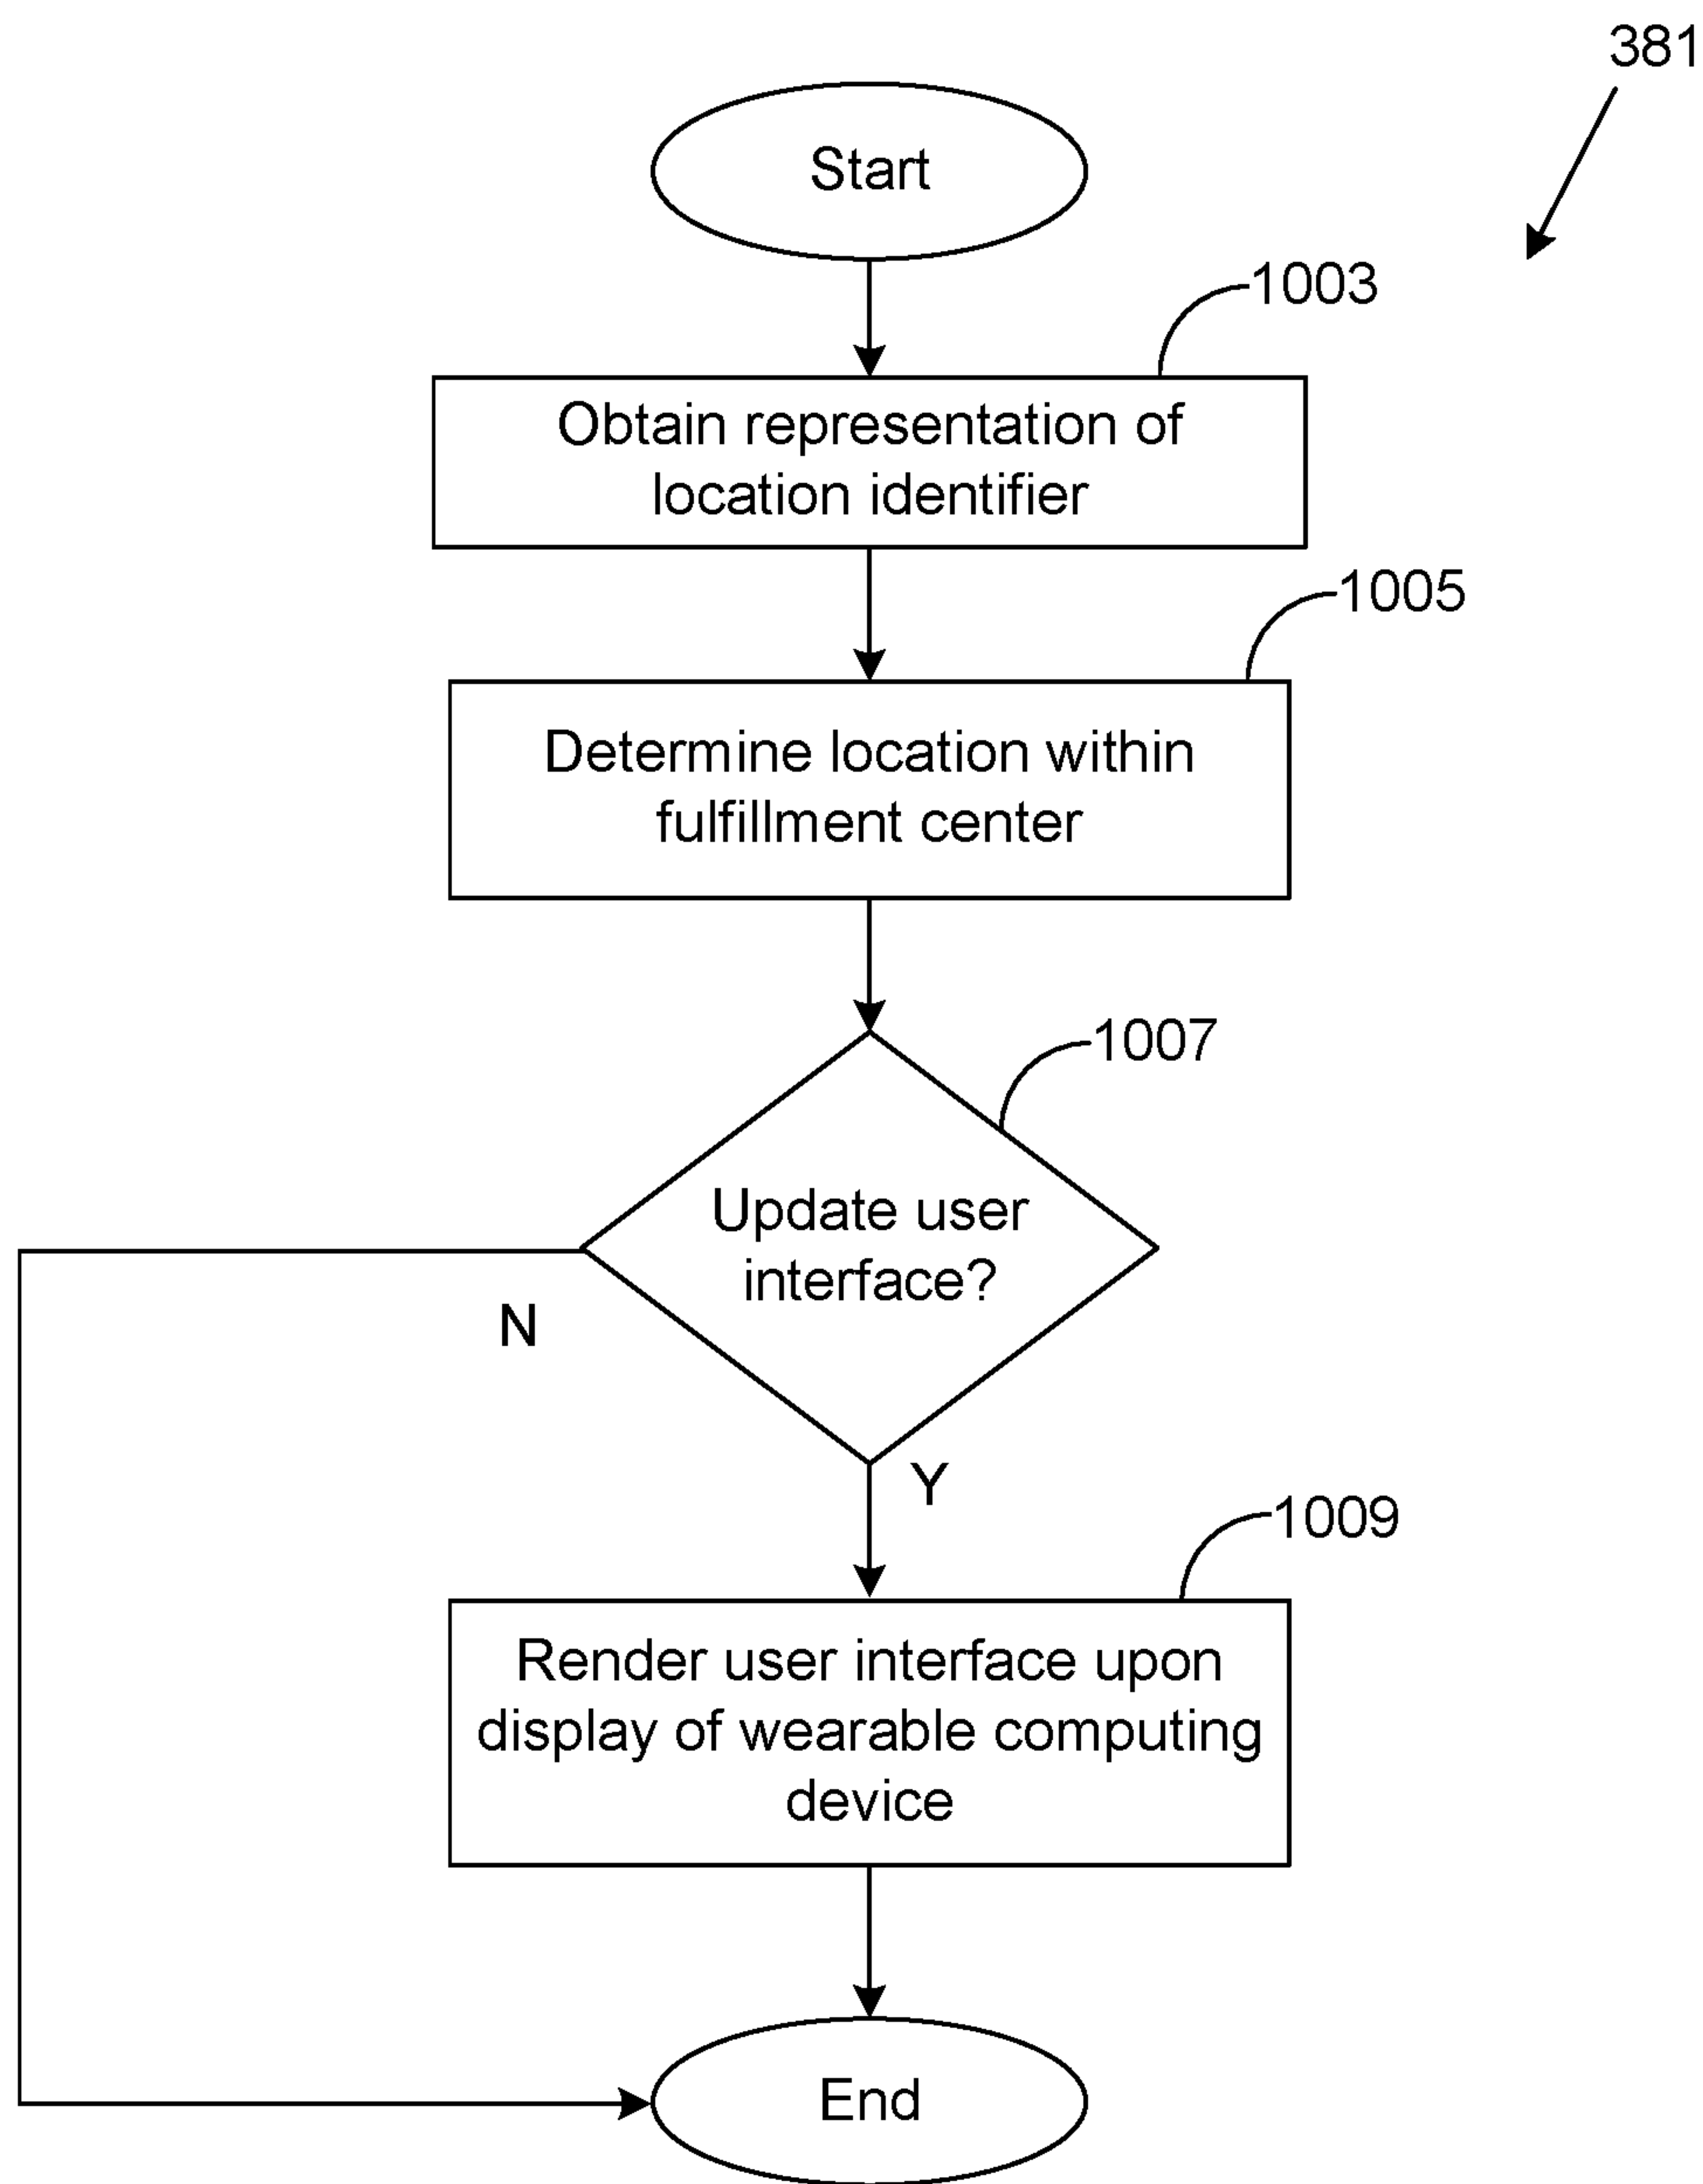 381
Start
1003
Obtain representation of
location identifier
1005
Determine location within
fulfillment center
1007
Update user
interface?
N
Y
1009
Render user interface upon
display of wearable computing
device
End